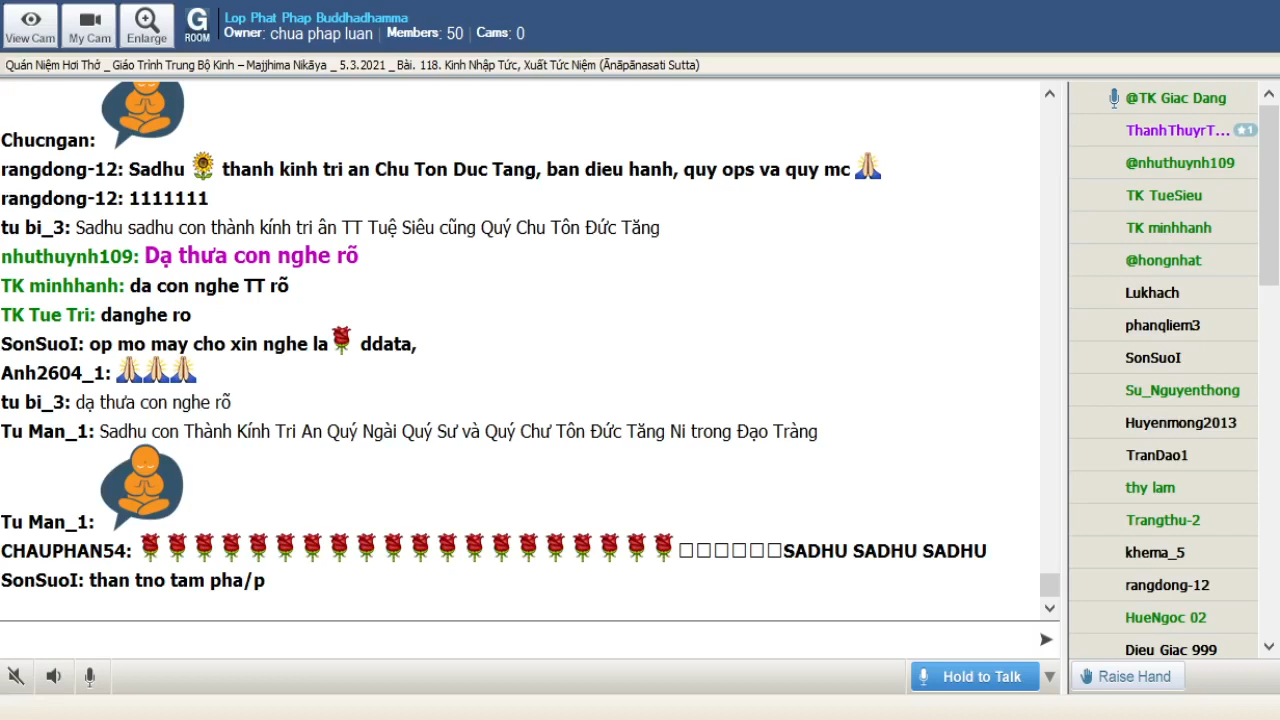 View Cam
My Cam
Enlarge
G
ROOM
Lop Phat Phap Buddhadhamma
Owner: chua phap luan | Members: 50 | Cams: 0
Quán Niệm Hơi Thở _ Giáo Trình Trung Bộ Kinh – Majjhima Nikāya _ 5.3.2021 _ Bài. 118. Kinh Nhập Tức, Xuất Tức Niệm (Ānāpānasati Sutta)
Chucngan:
rangdong-12: Sadhu 🌻 thanh kinh tri an Chu Ton Duc Tang, ban dieu hanh, quy ops va quy mc 🙏
rangdong-12: 1111111
tu bi_3: Sadhu sadhu con thành kính tri ân TT Tuệ Siêu cũng Quý Chu Tôn Đức Tăng
nhuthuynh109: Dạ thưa con nghe rõ
TK minhhanh: da con nghe TT rõ
TK Tue Tri: danghe ro
SonSuoI: op mo may cho xin nghe la 🌹 ddata,
Anh2604_1: 🙏🙏🙏
tu bi_3: dạ thưa con nghe rõ
Tu Man_1: Sadhu con Thành Kính Tri An Quý Ngài Quý Sư và Quý Chư Tôn Đức Tăng Ni trong Đạo Tràng
Tu Man_1:
CHAUPHAN54: 🌹🌹🌹🌹🌹🌹🌹🌹🌹🌹🌹🌹🌹🌹🌹🌹🌹🌹🌹🌹□□□□□□SADHU SADHU SADHU
SonSuoI: than tno tam pha/p
Hold to Talk
@TK Giac Dang
ThanhThuyrT... ★1
@nhuthuynh109
TK TueSieu
TK minhhanh
@hongnhat
Lukhach
phanqliem3
SonSuoI
Su_Nguyenthong
Huyenmong2013
TranDao1
thy lam
Trangthu-2
khema_5
rangdong-12
HueNgoc 02
Dieu Giac 999
Raise Hand